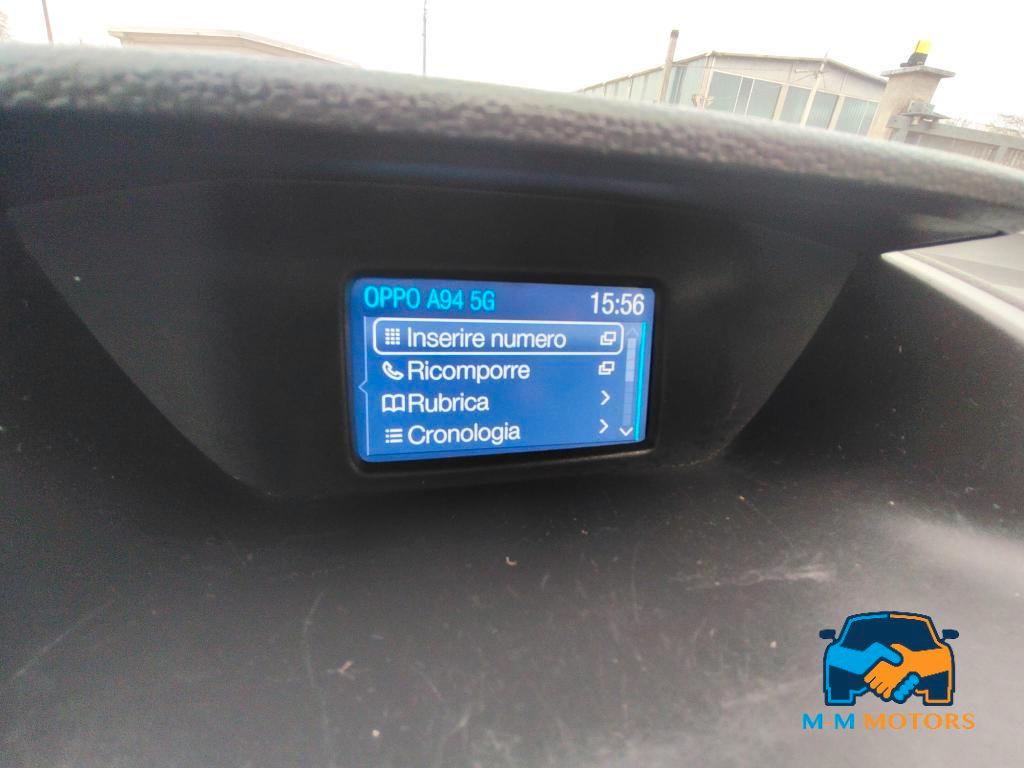 OPPO A94 5G 15:56
Inserire numero
Ricomporre
Rubrica
Cronologia
M-M MOTORS